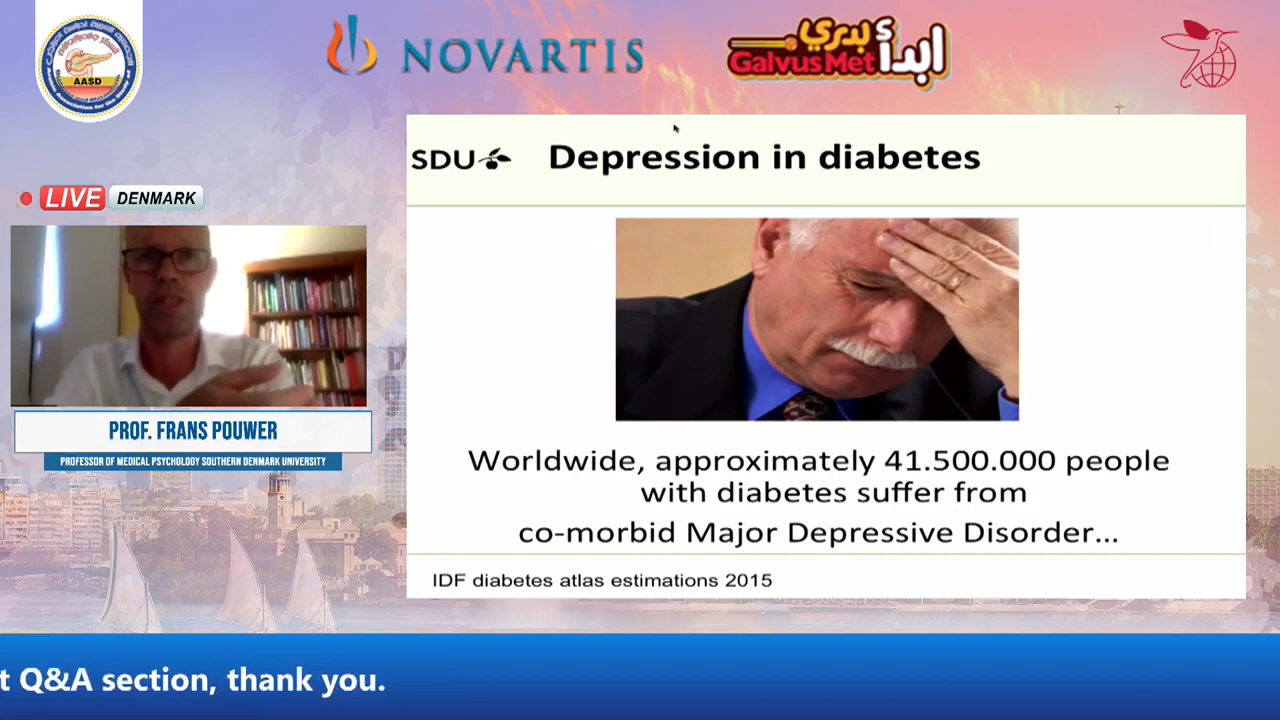 AASD
NOVARTIS
ابدأ بدري
GalvusMet
LIVE
DENMARK
SDU
Depression in diabetes
PROF. FRANS POUWER
PROFESSOR OF MEDICAL PSYCHOLOGY SOUTHERN DENMARK UNIVERSITY
Worldwide, approximately 41.500.000 people
with diabetes suffer from
co-morbid Major Depressive Disorder...
IDF diabetes atlas estimations 2015
t Q&A section, thank you.